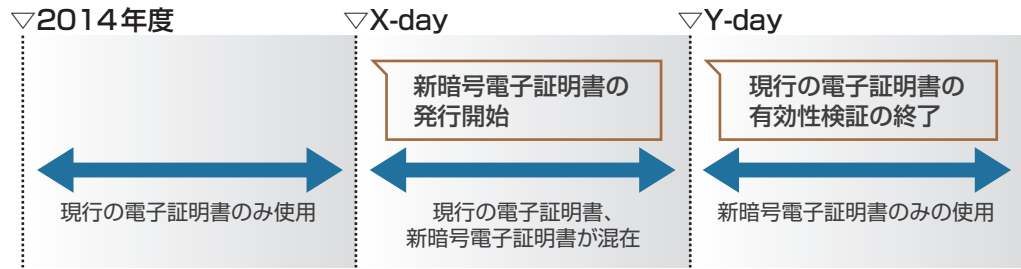 ▽2014年度
▽X-day
▽Y-day
新暗号電子証明書の
発行開始
現行の電子証明書の
有効性検証の終了
現行の電子証明書のみ使用
現行の電子証明書、
新暗号電子証明書が混在
新暗号電子証明書のみの使用